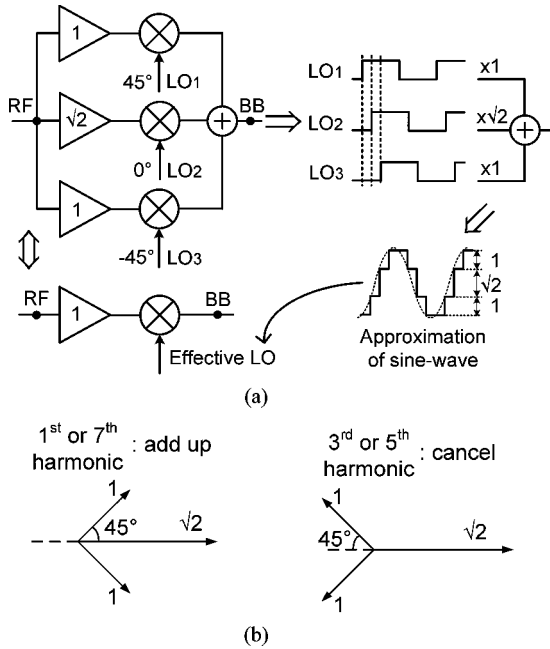 1
45° LO1
RF
√2
BB
0° LO2
1
-45° LO3
RF
1
BB
Effective LO
LO1
x1
LO2
x√2
LO3
x1
1
√2
1
Approximation
of sine-wave
(a)
1st or 7th
harmonic : add up
1
45°
√2
1
3rd or 5th
harmonic : cancel
1
45°
√2
1
(b)